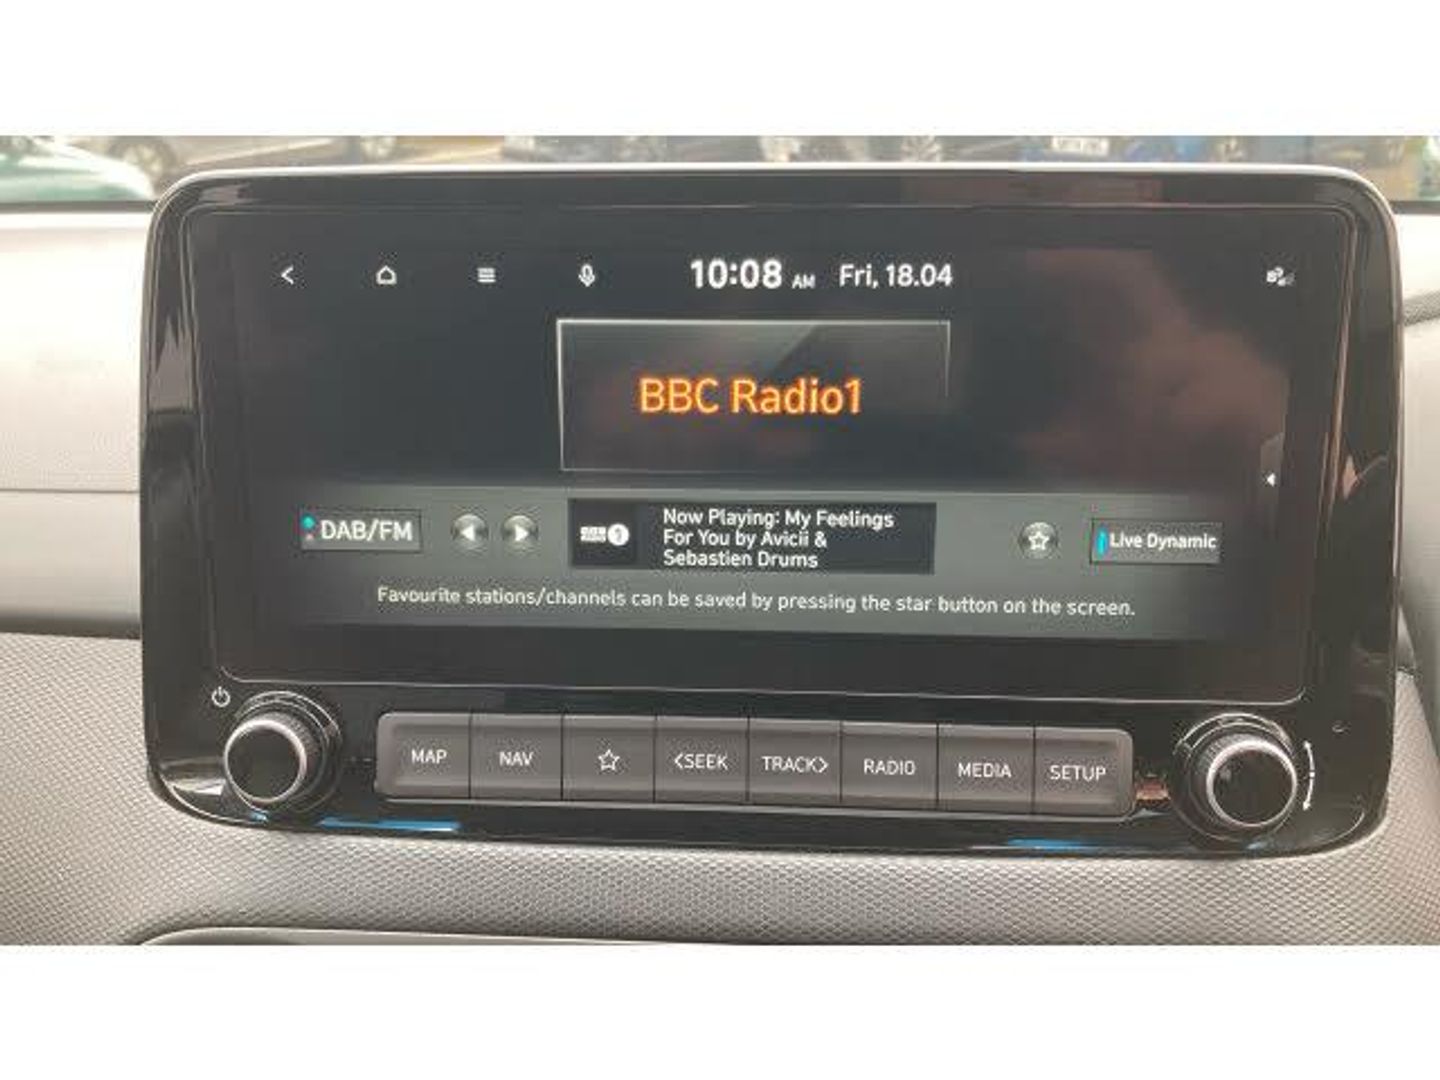 10:08 AM Fri, 18.04
BBC Radio1
DAB/FM
Now Playing: My Feelings
For You by Avicii &
Sebastien Drums
Live Dynamic
Favourite stations/channels can be saved by pressing the star button on the screen.
MAP NAV <SEEK TRACK> RADIO MEDIA SETUP